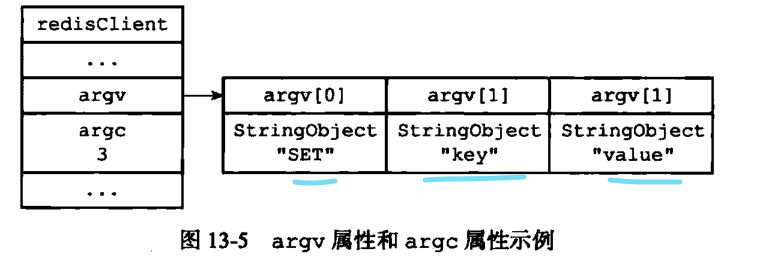 redisClient
...
argv
argc
3
...
argv[0] argv[1] argv[1]
StringObject StringObject StringObject
"SET" "key" "value"
图 13-5 argv 属性和 argc 属性示例